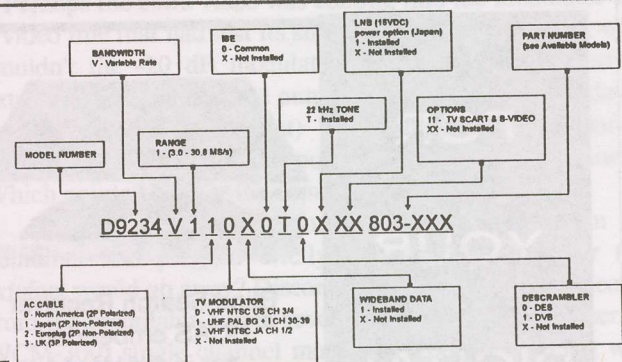 IBE
0 - Common
X - Not Installed
LNB (18VDC)
power option (Japan)
1 - Installed
X - Not Installed
PART NUMBER
(see Available Models)
BANDWIDTH
V - Variable Rate
22 kHz TONE
T - Installed
OPTIONS
11 - TV SCART & S-VIDEO
XX - Not Installed
MODEL NUMBER
RANGE
1 - (3.0 - 30.8 MS/s)
D9234 V 1 1 0 X 0 T 0 X XX 803-XXX
AC CABLE
0 - North America (2P Polarized)
1 - Japan (2P Non-Polarized)
2 - Europlug (2P Non-Polarized)
3 - UK (3P Polarized)
TV MODULATOR
0 - VHF NTSC US CH 3/4
1 - UHF PAL BG + I CH 30-39
3 - VHF NTSC JA CH 1/2
X - Not Installed
WIDEBAND DATA
1 - Installed
X - Not Installed
DESCRAMBLER
0 - DES
1 - DVB
X - Not Installed